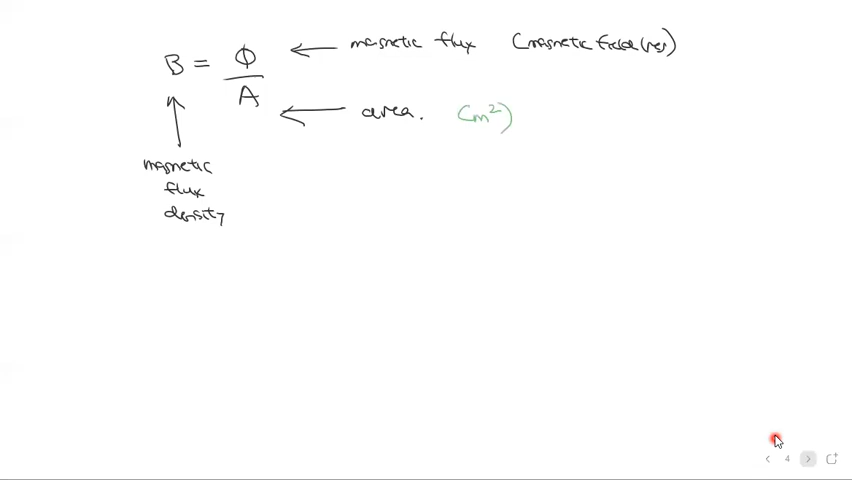 B = Φ / A
← magnetic flux (magnetic field lines)
← area. (m²)
magnetic
flux
density
4